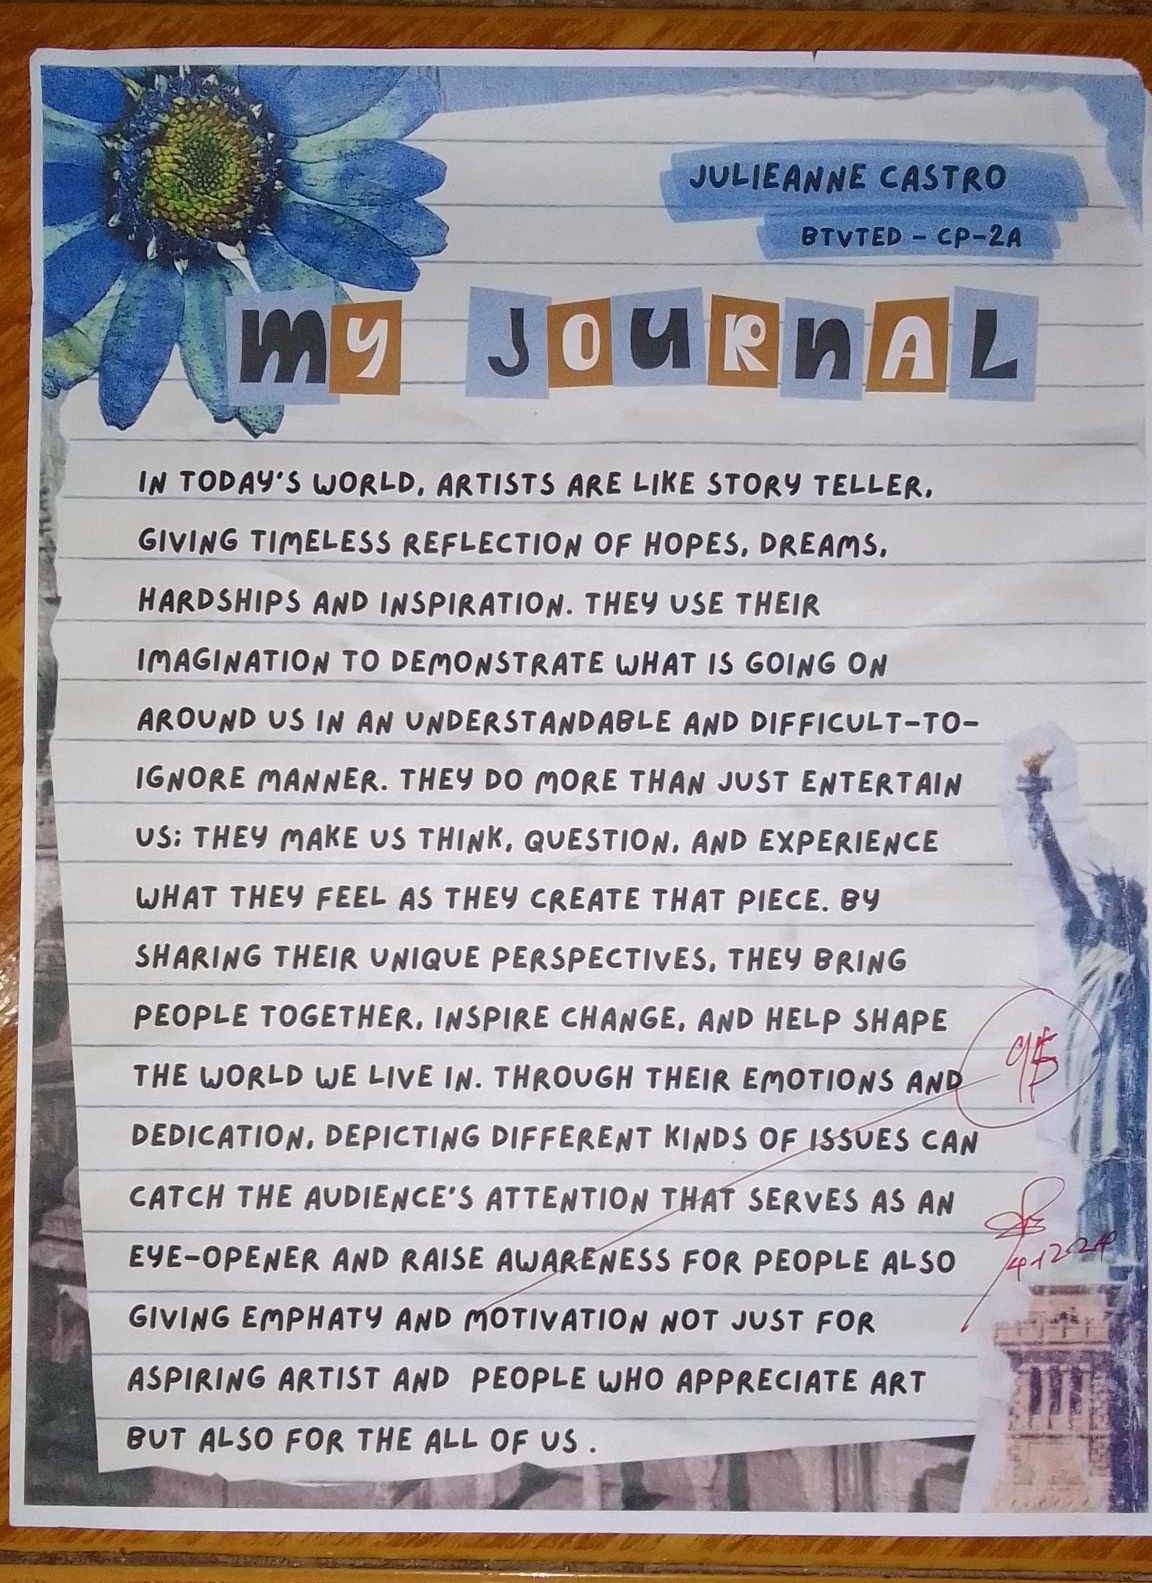 JULIEANNE CASTRO
BTVTED - CP-2A
MY JOURNAL
IN TODAY'S WORLD, ARTISTS ARE LIKE STORY TELLER,
GIVING TIMELESS REFLECTION OF HOPES, DREAMS,
HARDSHIPS AND INSPIRATION. THEY USE THEIR
IMAGINATION TO DEMONSTRATE WHAT IS GOING ON
AROUND US IN AN UNDERSTANDABLE AND DIFFICULT-TO-
IGNORE MANNER. THEY DO MORE THAN JUST ENTERTAIN
US; THEY MAKE US THINK, QUESTION, AND EXPERIENCE
WHAT THEY FEEL AS THEY CREATE THAT PIECE. BY
SHARING THEIR UNIQUE PERSPECTIVES, THEY BRING
PEOPLE TOGETHER, INSPIRE CHANGE, AND HELP SHAPE
THE WORLD WE LIVE IN. THROUGH THEIR EMOTIONS AND
DEDICATION, DEPICTING DIFFERENT KINDS OF ISSUES CAN
CATCH THE AUDIENCE'S ATTENTION THAT SERVES AS AN
EYE-OPENER AND RAISE AWARENESS FOR PEOPLE ALSO
GIVING EMPHATY AND MOTIVATION NOT JUST FOR
ASPIRING ARTIST AND PEOPLE WHO APPRECIATE ART
BUT ALSO FOR THE ALL OF US .